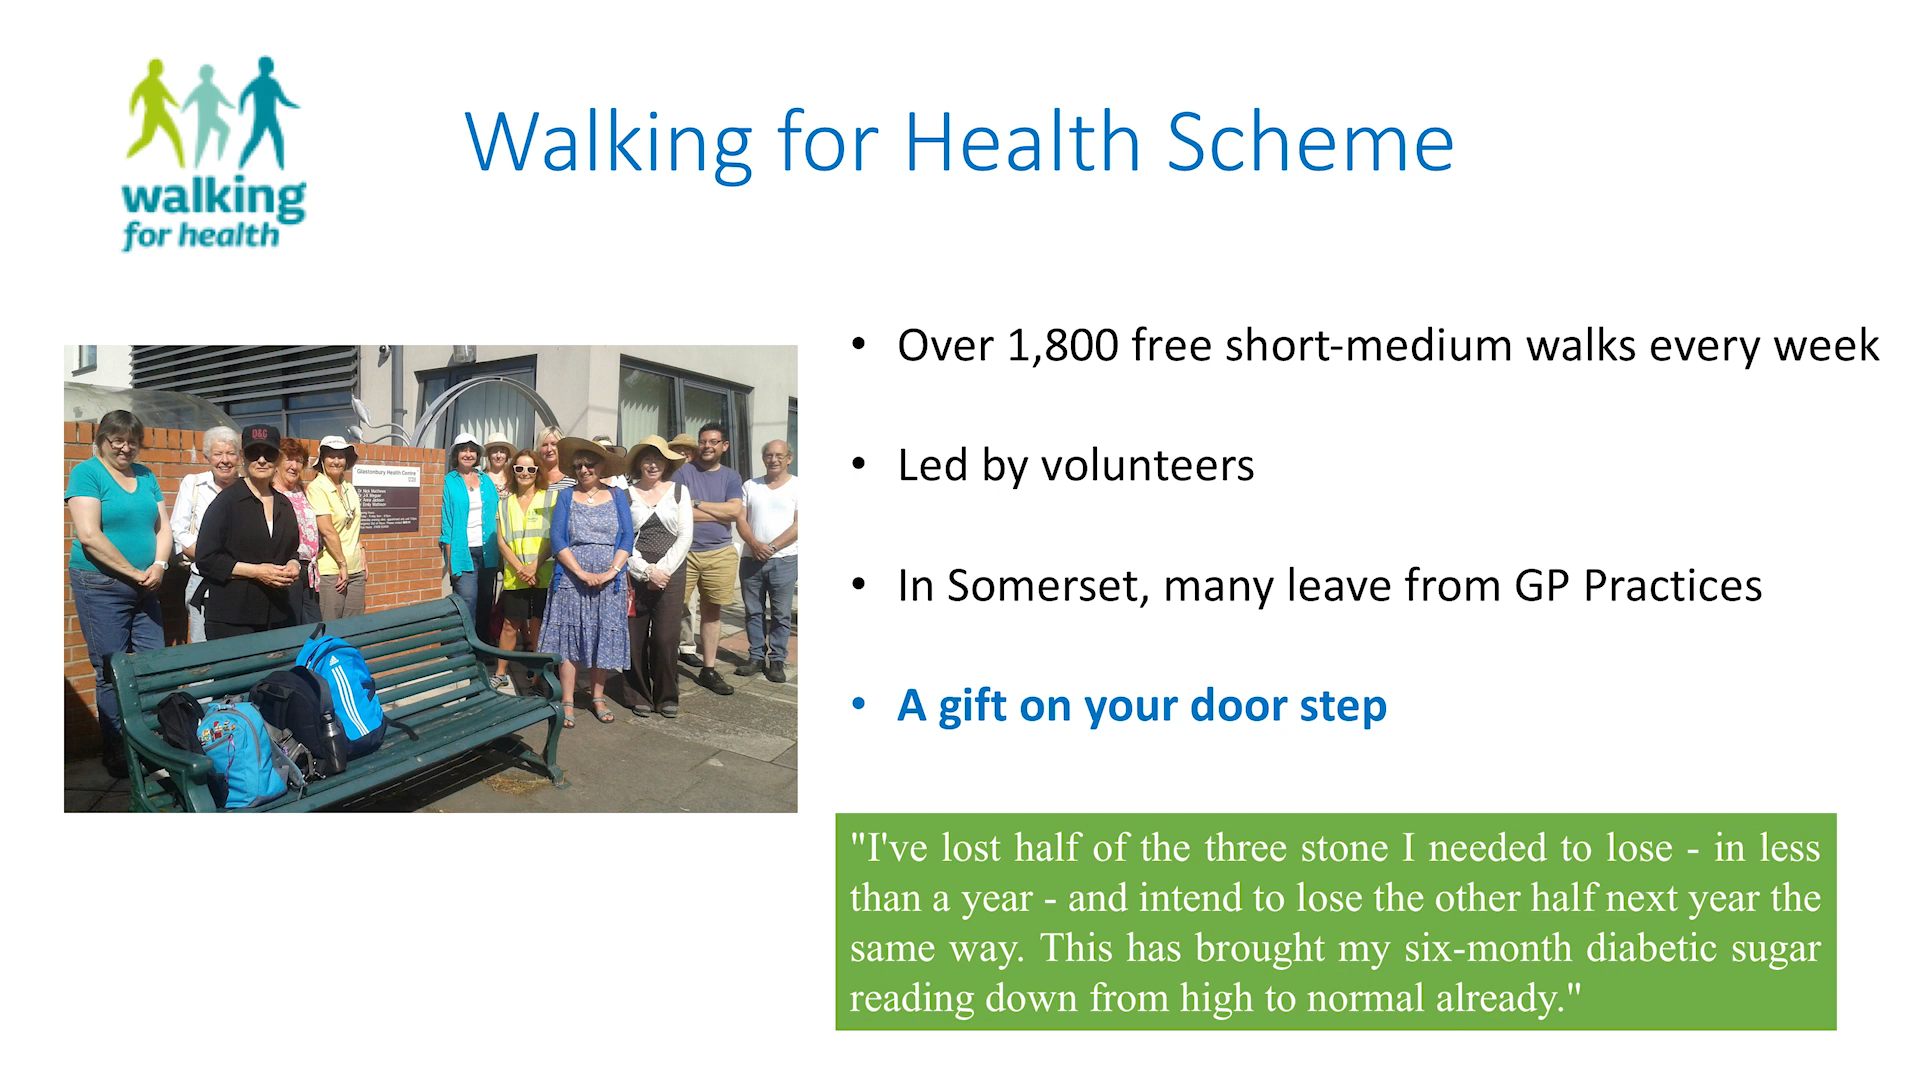 walking
for health
Walking for Health Scheme
• Over 1,800 free short-medium walks every week
• Led by volunteers
• In Somerset, many leave from GP Practices
• A gift on your door step
Glastonbury Health Centre
"I've lost half of the three stone I needed to lose - in less
than a year - and intend to lose the other half next year the
same way. This has brought my six-month diabetic sugar
reading down from high to normal already."